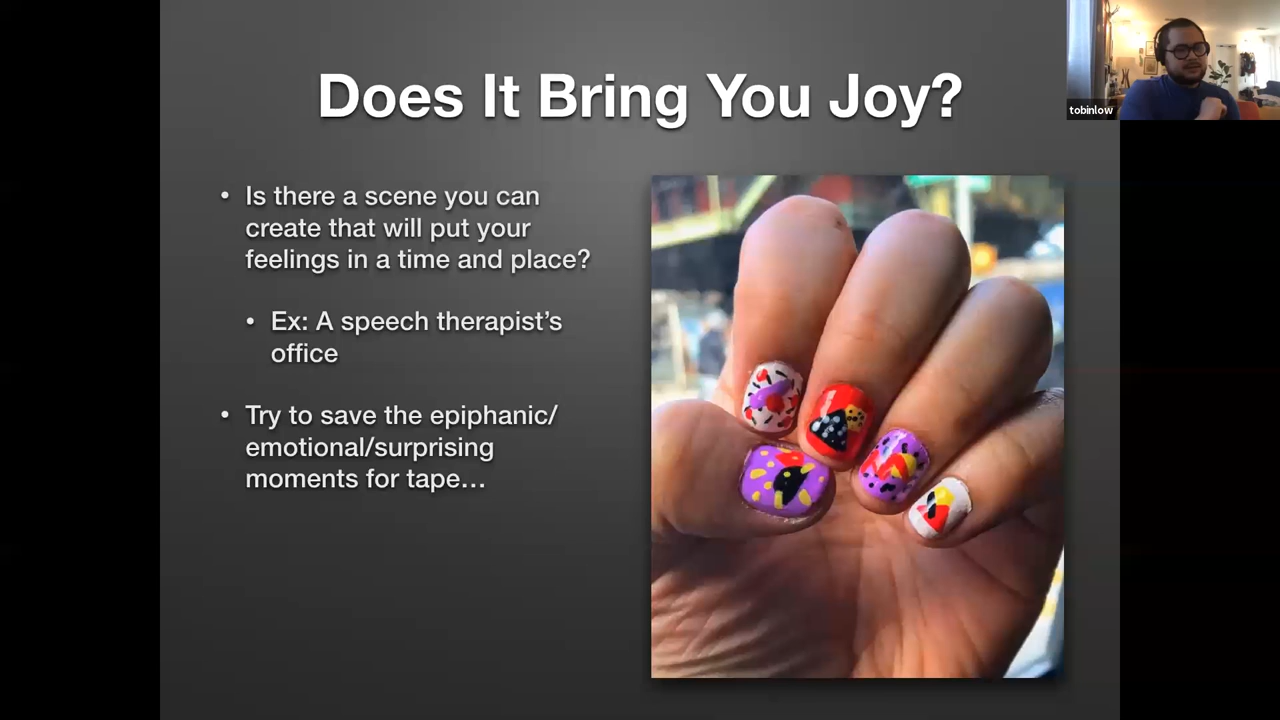 Does It Bring You Joy?
tobinlow
• Is there a scene you can
create that will put your
feelings in a time and place?
• Ex: A speech therapist’s
office
• Try to save the epiphanic/
emotional/surprising
moments for tape…